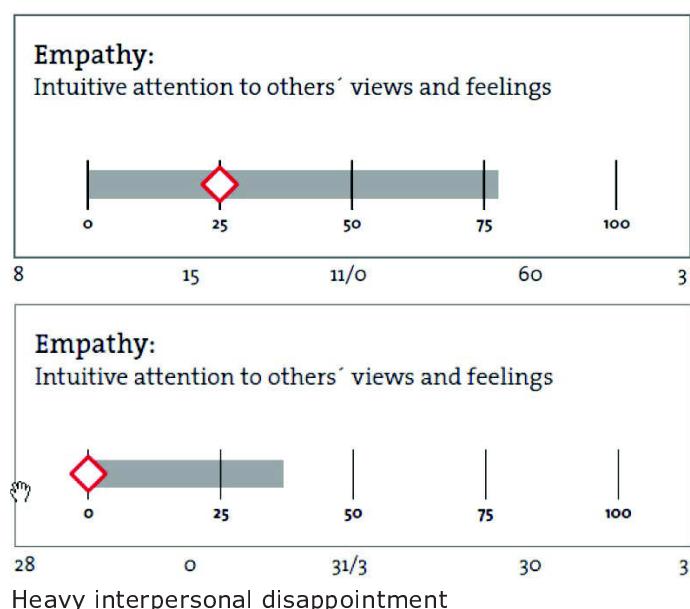 Empathy:
Intuitive attention to others´ views and feelings
0 25 50 75 100
8 15 11/0 60 3
Empathy:
Intuitive attention to others´ views and feelings
0 25 50 75 100
28 0 31/3 30 3
Heavy interpersonal disappointment